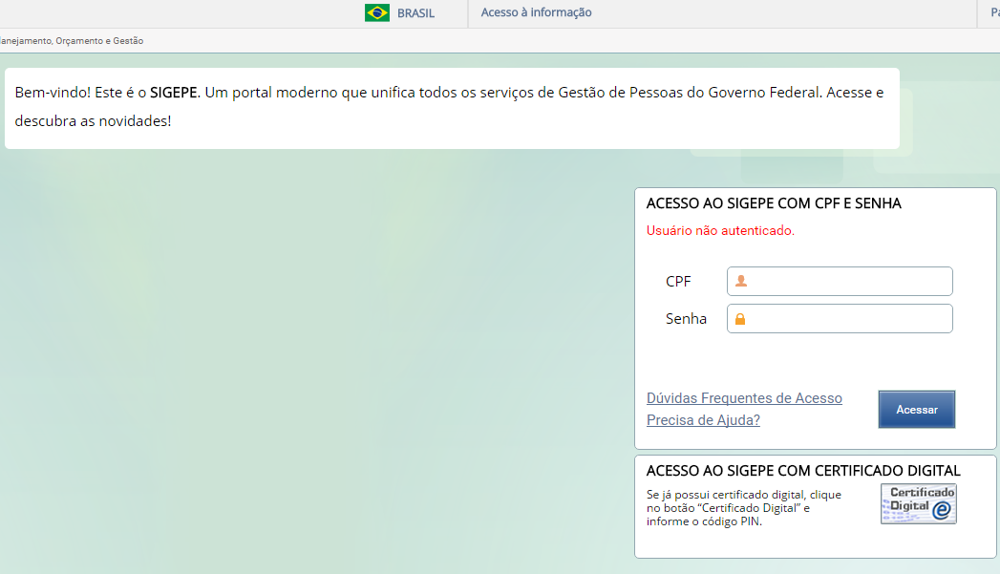 BRASIL
Acesso à informação
lanejamento, Orçamento e Gestão
Bem-vindo! Este é o SIGEPE. Um portal moderno que unifica todos os serviços de Gestão de Pessoas do Governo Federal. Acesse e
descubra as novidades!
ACESSO AO SIGEPE COM CPF E SENHA
Usuário não autenticado.
CPF
Senha
Dúvidas Frequentes de Acesso
Precisa de Ajuda?
Acessar
ACESSO AO SIGEPE COM CERTIFICADO DIGITAL
Se já possui certificado digital, clique
no botão “Certificado Digital” e
informe o código PIN.
Certificado
Digital